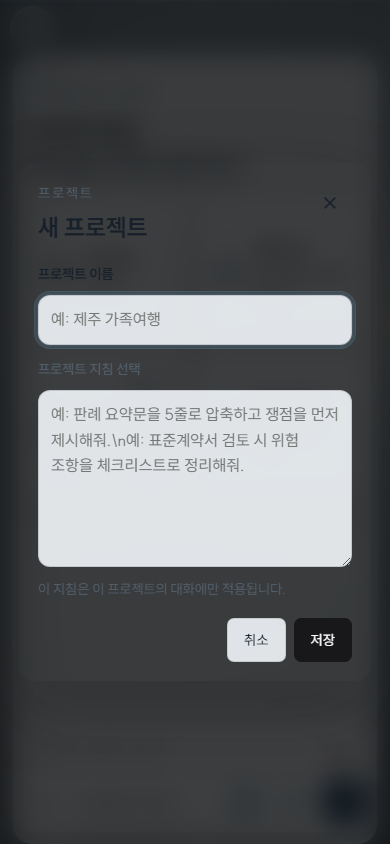 프로젝트
새 프로젝트
프로젝트 이름
예: 제주 가족여행
프로젝트 지침 선택
예: 판례 요약문을 5줄로 압축하고 쟁점을 먼저
제시해줘.\n예: 표준계약서 검토 시 위험
조항을 체크리스트로 정리해줘.
이 지침은 이 프로젝트의 대화에만 적용됩니다.
취소
저장